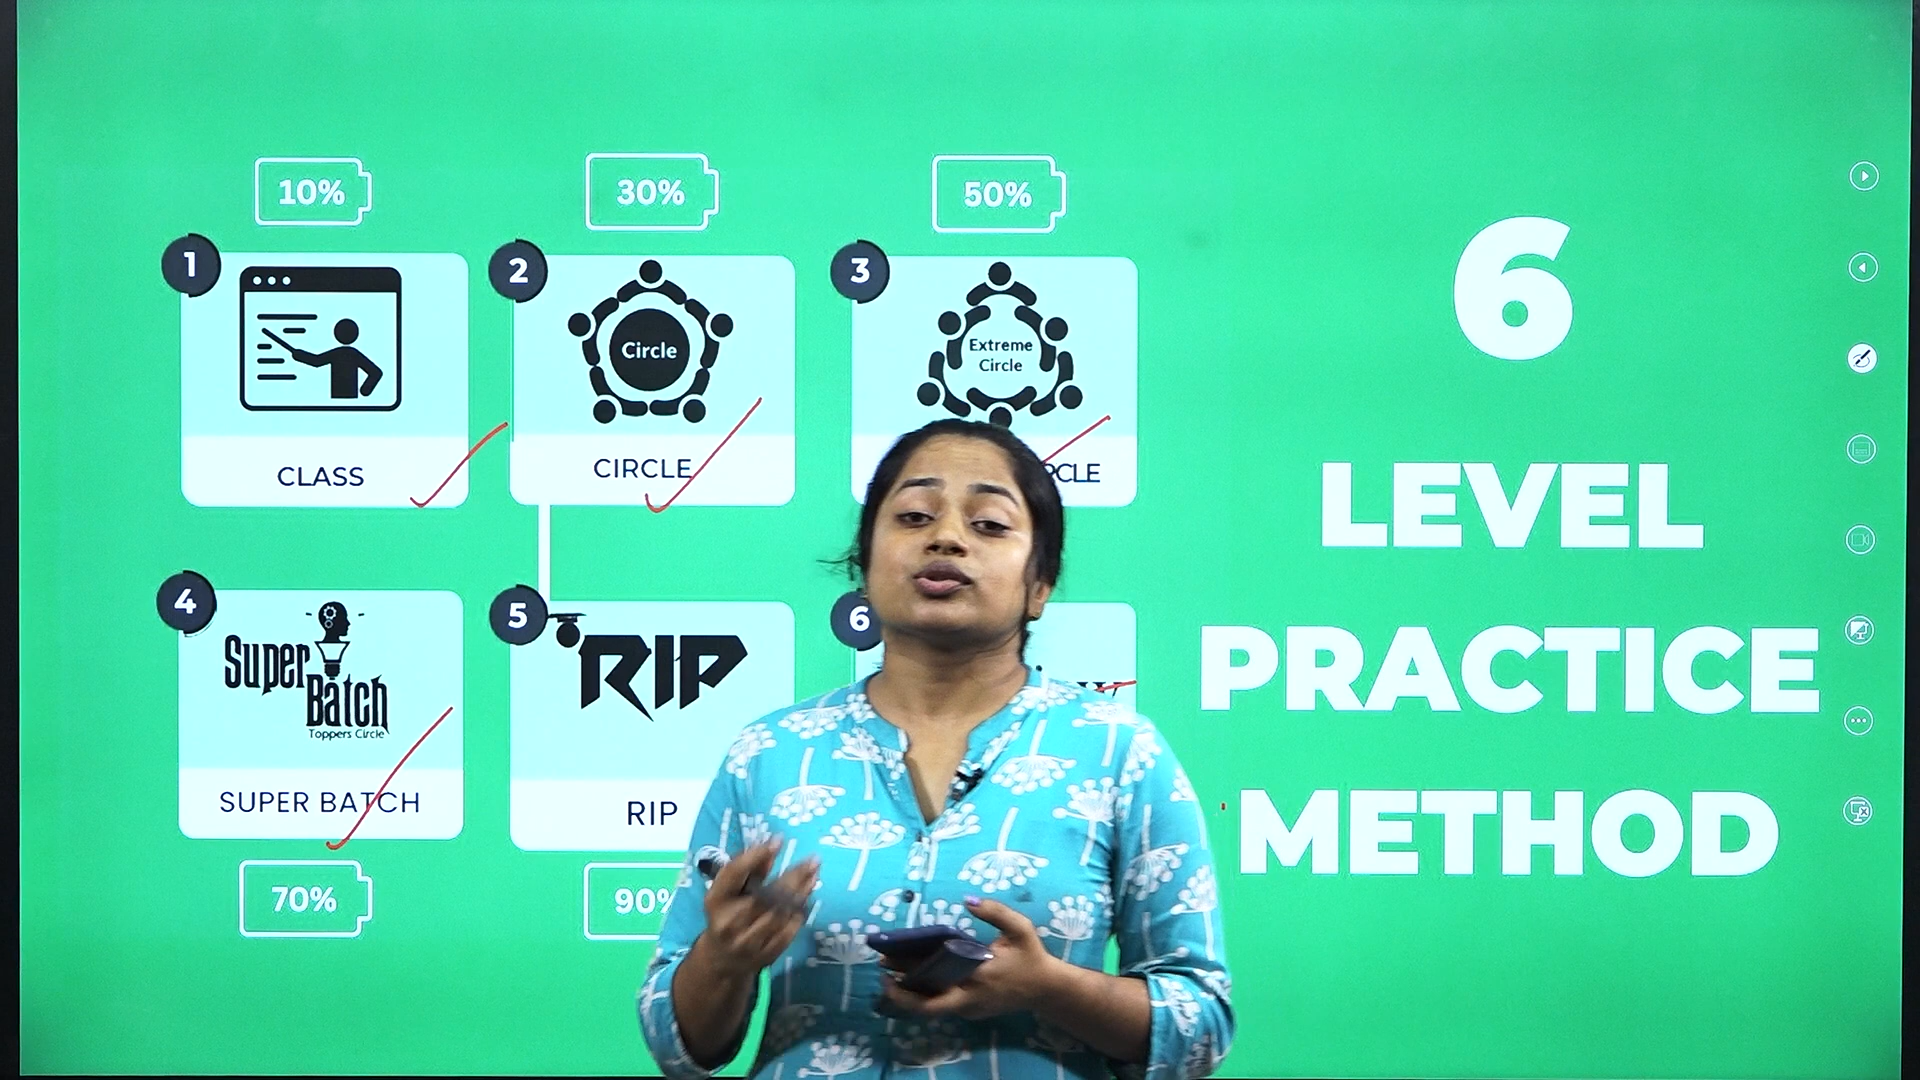 10%
30%
50%
1
2
3
Circle
Extreme
Circle
CLASS
CIRCLE
4
5
6
Super
Batch
Toppers Circle
RIP
SUPER BATCH
RIP
70%
90%
6
LEVEL
PRACTICE
METHOD